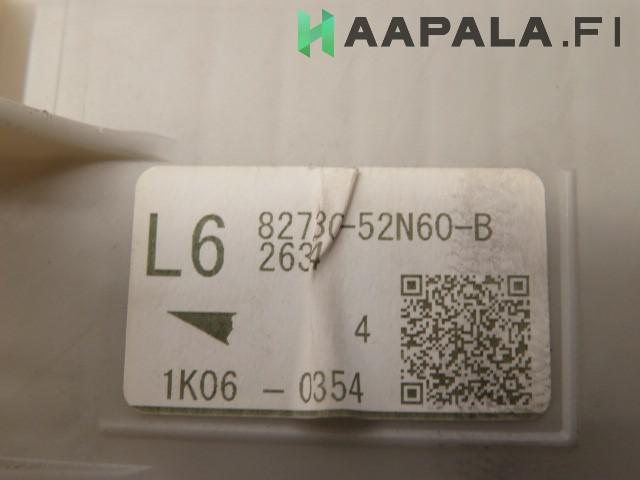 HAAPALA.FI
L6
82730-52N60-B
2634
4
1K06 - 0354